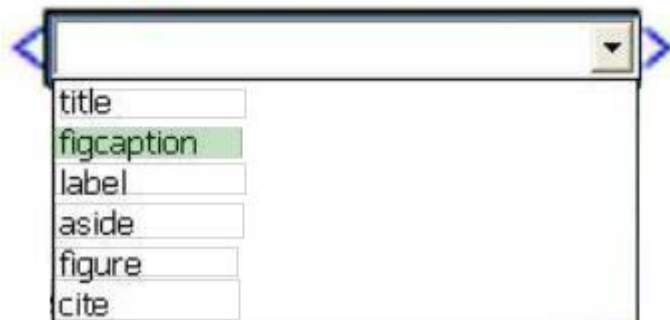 < >
title
figcaption
label
aside
figure
cite